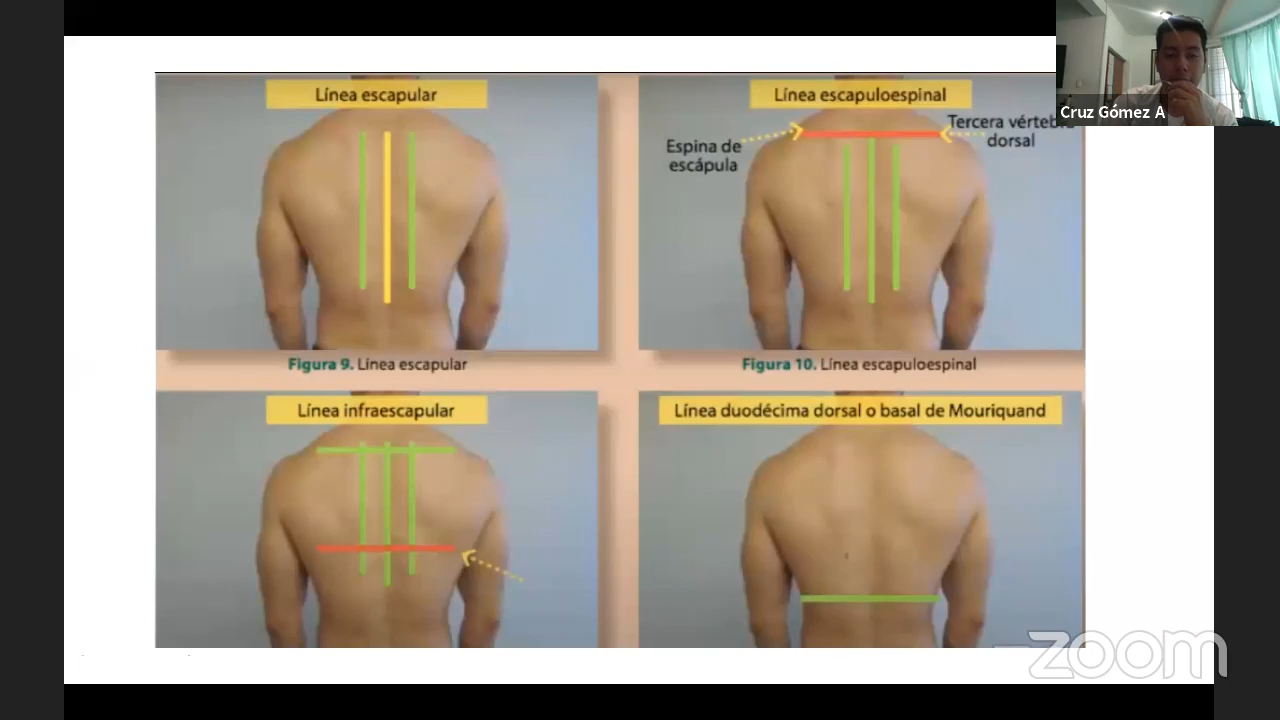 Línea escapular
Línea escapuloespinal
Cruz Gómez A
Espina de
escápula
Tercera vértebra
dorsal
Figura 9. Línea escapular
Figura 10. Línea escapuloespinal
Línea infraescapular
Línea duodécima dorsal o basal de Mouriquand
zoom